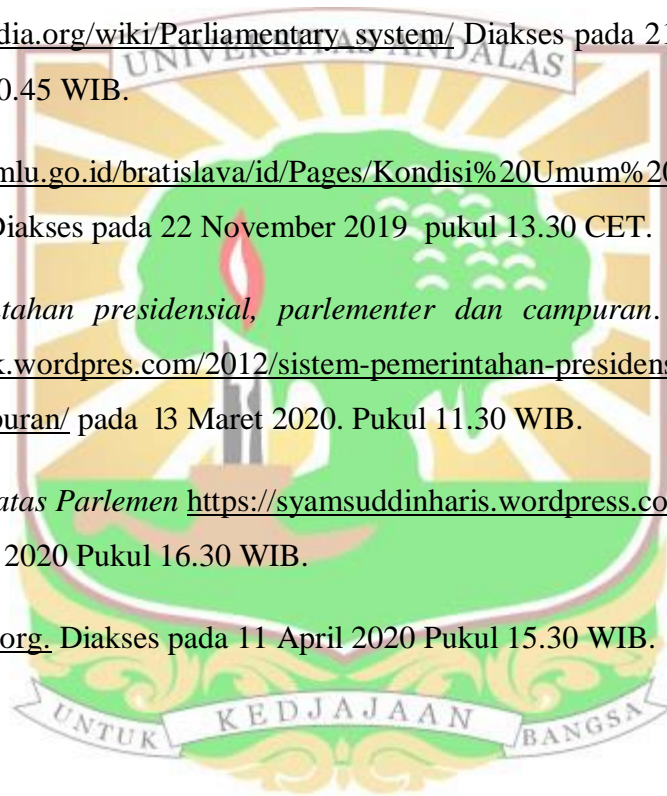 dia.org/wiki/Parliamentary_system/ Diakses pada 21
UNIVERSITAS ANDALAS
0.45 WIB.
mlu.go.id/bratislava/id/Pages/Kondisi%20Umum%20
Diakses pada 22 November 2019 pukul 13.30 CET.
ntahan presidensial, parlementer dan campuran.
k.wordpres.com/2012/sistem-pemerintahan-presidens
puran/ pada l3 Maret 2020. Pukul 11.30 WIB.
atas Parlemen https://syamsuddinharis.wordpress.co
2020 Pukul 16.30 WIB.
org. Diakses pada 11 April 2020 Pukul 15.30 WIB.
UNTUK KEDJAJAAN BANGSA